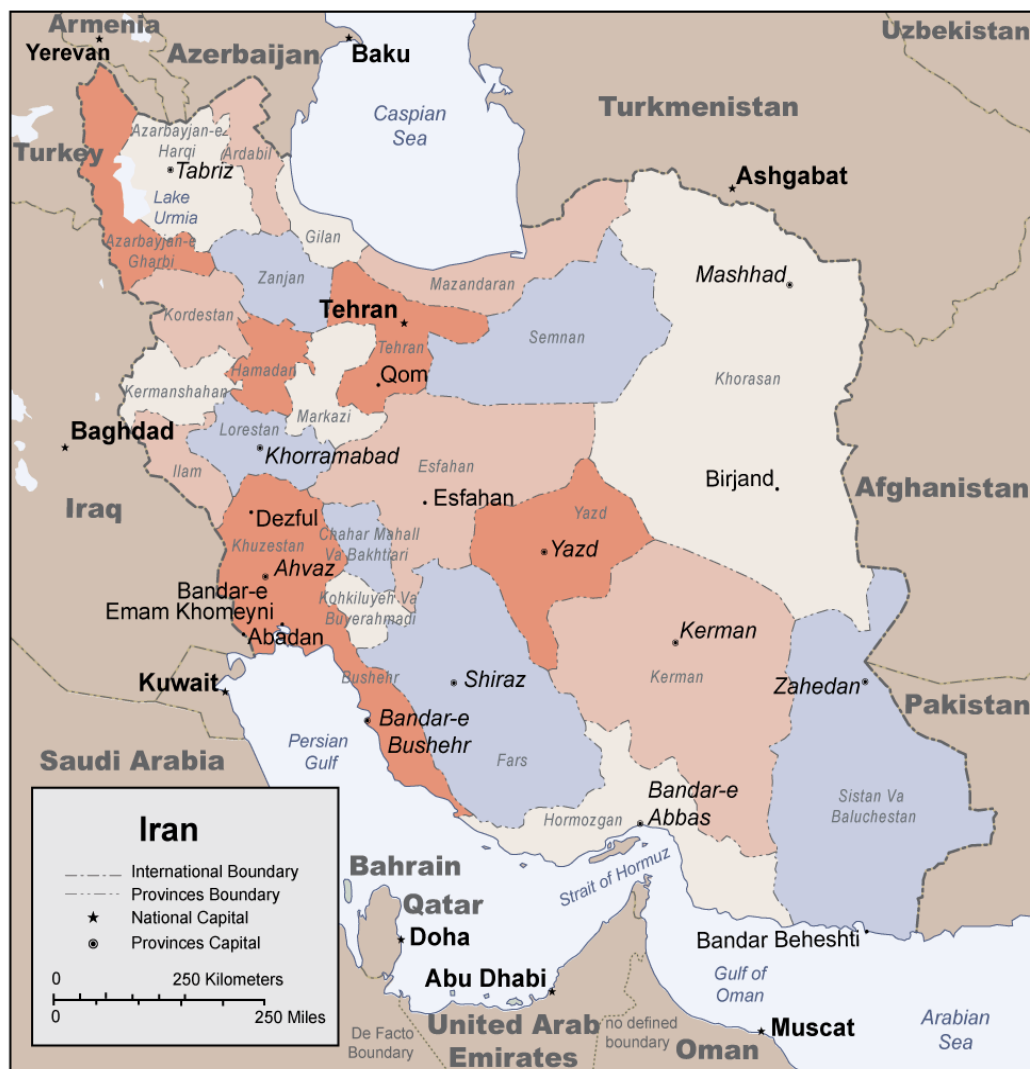 Armenia
Yerevan
Azerbaijan
Baku
Uzbekistan
Caspian
Sea
Turkmenistan
Turkey
Azarbayjan-e-
Harqi
Ardabil
Tabriz
Lake
Urmia
Ashgabat
Gilan
Azarbayjan-e
Gharbi
Zanjan
Mazandaran
Mashhad
Tehran
Kordestan
Tehran
Semnan
Hamadan
Qom
Khorasan
Kermanshahan
Markazi
Baghdad
Lorestan
Khorramabad
Ilam
Esfahan
Esfahan
Birjand
Afghanistan
Iraq
Dezful
Yazd
Yazd
Khuzestan
Chahar Mahall
Va Bakhtiari
Ahvaz
Bandar-e
Emam Khomeyni
Kohkiluyeh Va
Buyerahmadi
Abadan
Kerman
Kerman
Kuwait
Bushehr
Shiraz
Zahedan
Pakistan
Bandar-e
Bushehr
Persian
Gulf
Saudi Arabia
Fars
Bandar-e
Abbas
Sistan Va
Baluchestan
Hormozgan
Strait of Hormuz
Iran
International Boundary
Provinces Boundary
National Capital
Provinces Capital
0 250 Kilometers
0 250 Miles
Bahrain
Qatar
Doha
Abu Dhabi
Bandar Beheshti
Gulf of
Oman
De Facto
Boundary
United Arab
Emirates
no defined
boundary
Oman
Muscat
Arabian
Sea